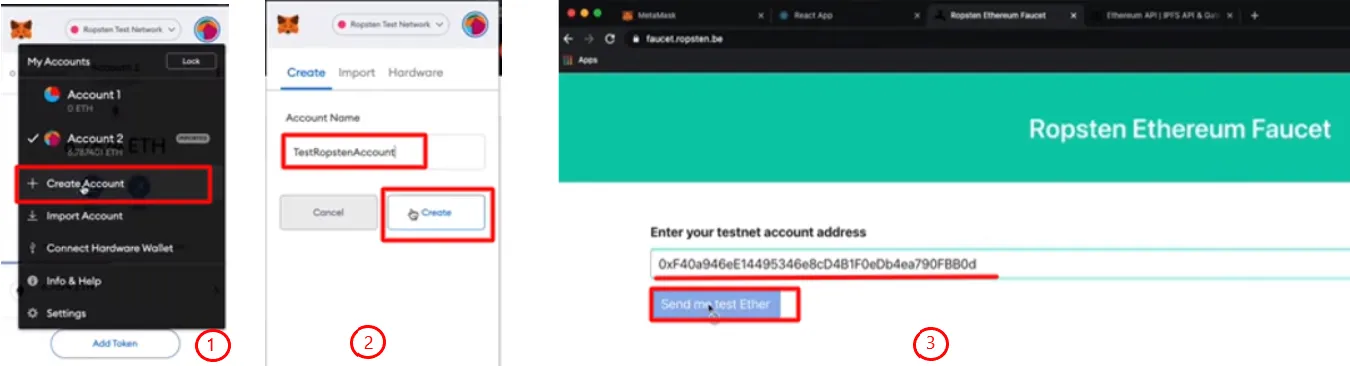 Ropsten Test Network
My Accounts
Lock
Account 1
0 ETH
Account 2
IMPORTED
6.787401 ETH
ETH
Create Account
Import Account
Connect Hardware Wallet
Info & Help
Settings
Add Token
1
Ropsten Test Network
Create
Import
Hardware
Account Name
TestRopstenAccount
Cancel
Create
2
MetaMask
React App
Ropsten Ethereum Faucet
Ethereum API | IPFS API & Gate
faucet.ropsten.be
Apps
Ropsten Ethereum Faucet
Enter your testnet account address
0xF40a946eE14495346e8cD4B1F0eDb4ea790FBB0d
Send me test Ether
3